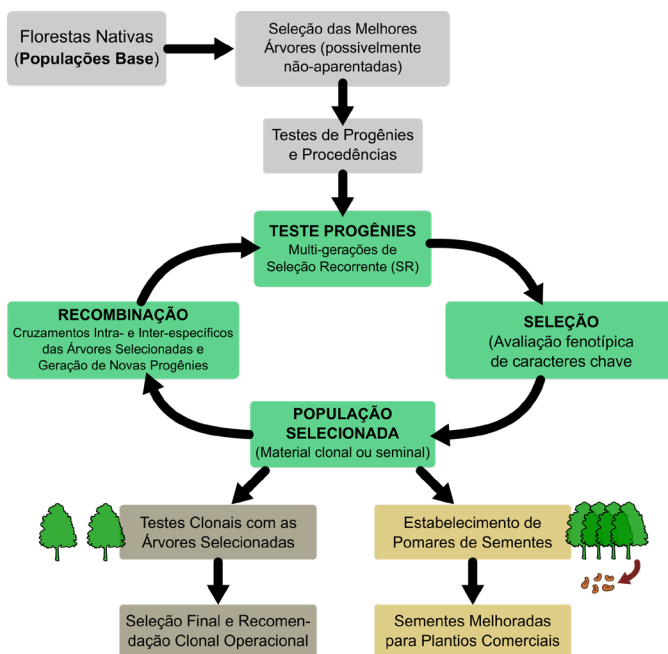 Florestas Nativas
(Populações Base)
Seleção das Melhores
Árvores (possivelmente
não-aparentadas)
Testes de Progênies
e Procedências
TESTE PROGÊNIES
Multi-gerações de
Seleção Recorrente (SR)
RECOMBINAÇÃO
Cruzamentos Intra- e Inter-específicos
das Árvores Selecionadas e
Geração de Novas Progênies
SELEÇÃO
(Avaliação fenotípica
de caracteres chave
POPULAÇÃO
SELECIONADA
(Material clonal ou seminal)
Testes Clonais com as
Árvores Selecionadas
Estabelecimento de
Pomares de Sementes
Seleção Final e Recomen-
dação Clonal Operacional
Sementes Melhoradas
para Plantios Comerciais